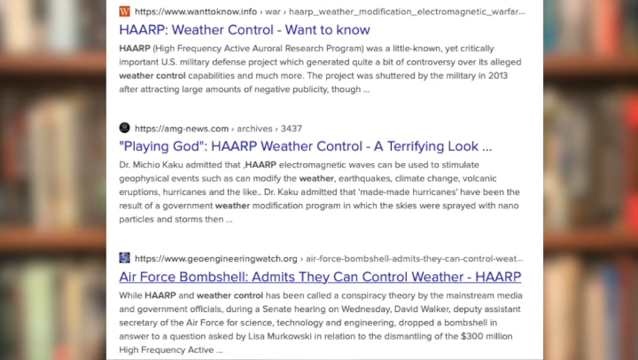 https://www.wanttoknow.info › war › haarp_weather_modification_electromagnetic_warfar...
HAARP: Weather Control - Want to know
HAARP (High Frequency Active Auroral Research Program) was a little-known, yet critically
important U.S. military defense project which generated quite a bit of controversy over its alleged
weather control capabilities and much more. The project was shuttered by the military in 2013
after attracting large amounts of negative publicity, though ...
https://amg-news.com › archives › 3437
"Playing God": HAARP Weather Control - A Terrifying Look ...
Dr. Michio Kaku admitted that ,HAARP electromagnetic waves can be used to stimulate
geophysical events such as can modify the weather, earthquakes, climate change, volcanic
eruptions, hurricanes and the like.. Dr. Kaku admitted that 'made-made hurricanes' have been the
result of a government weather modification program in which the skies were sprayed with nano
particles and storms then ...
https://www.geoengineeringwatch.org › air-force-bombshell-admits-they-can-control-weat...
Air Force Bombshell: Admits They Can Control Weather - HAARP
While HAARP and weather control has been called a conspiracy theory by the mainstream media
and government officials, during a Senate hearing on Wednesday, David Walker, deputy assistant
secretary of the Air Force for science, technology and engineering, dropped a bombshell in
answer to a question asked by Lisa Murkowski in relation to the dismantling of the $300 million
High Frequency Active ...